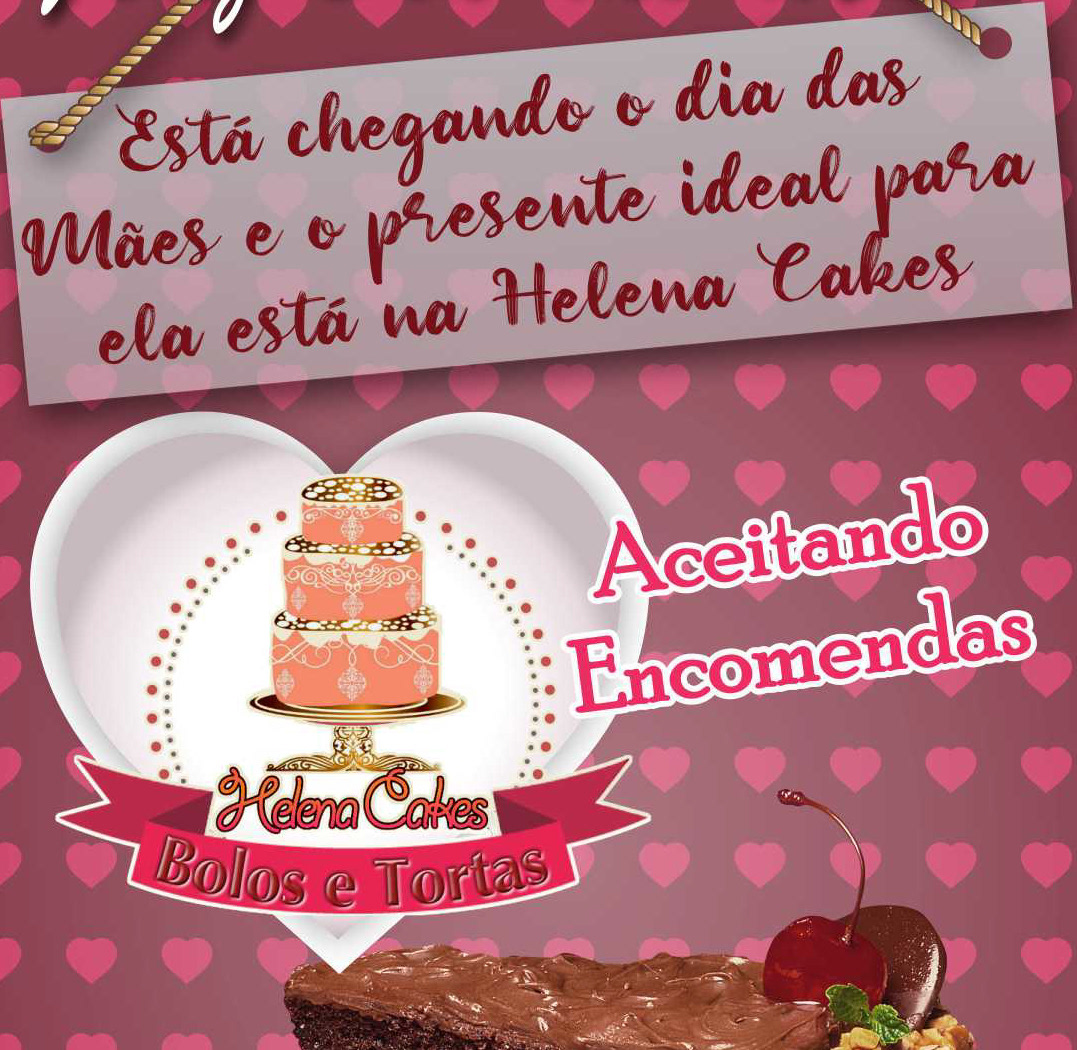 Está chegando o dia das
Mães e o presente ideal para
ela está na Helena Cakes
Aceitando
Encomendas
Helena Cakes
Bolos e Tortas